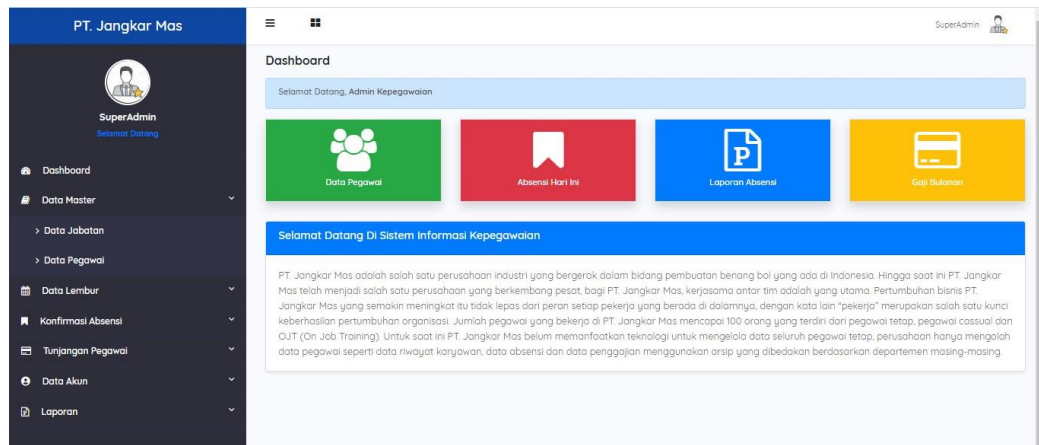 PT. Jangkar Mas
SuperAdmin
SuperAdmin
Selamat Datang
Dashboard
Data Master
> Data Jabatan
> Data Pegawai
Data Lembur
Konfirmasi Absensi
Tunjangan Pegawai
Data Akun
Laporan
Dashboard
Selamat Datang, Admin Kepegawaian
Data Pegawai
Absensi Hari Ini
P
Laporan Absensi
Gaji Bulanan
Selamat Datang Di Sistem Informasi Kepegawaian
PT. Jangkar Mas adalah salah satu perusahaan industri yang bergerak dalam bidang pembuatan benang bol yang ada di Indonesia. Hingga saat ini PT. Jangkar
Mas telah menjadi salah satu perusahaan yang berkembang pesat, bagi PT. Jangkar Mas, kerjasama antar tim adalah yang utama. Pertumbuhan bisnis PT.
Jangkar Mas yang semakin meningkat itu tidak lepas dari peran setiap pekerja yang berada di dalamnya, dengan kata lain "pekerja" merupakan salah satu kunci
keberhasilan pertumbuhan organisasi. Jumlah pegawai yang bekerja di PT. Jangkar Mas mencapai 100 orang yang terdiri dari pegawai tetap, pegawai cassual dan
OJT (On Job Training). Untuk saat ini PT. Jangkar Mas belum memanfaatkan teknologi untuk mengelola data seluruh pegawai tetap, perusahaan hanya mengolah
data pegawai seperti data riwayat karyawan, data absensi dan data penggajian menggunakan arsip yang dibedakan berdasarkan departemen masing-masing.